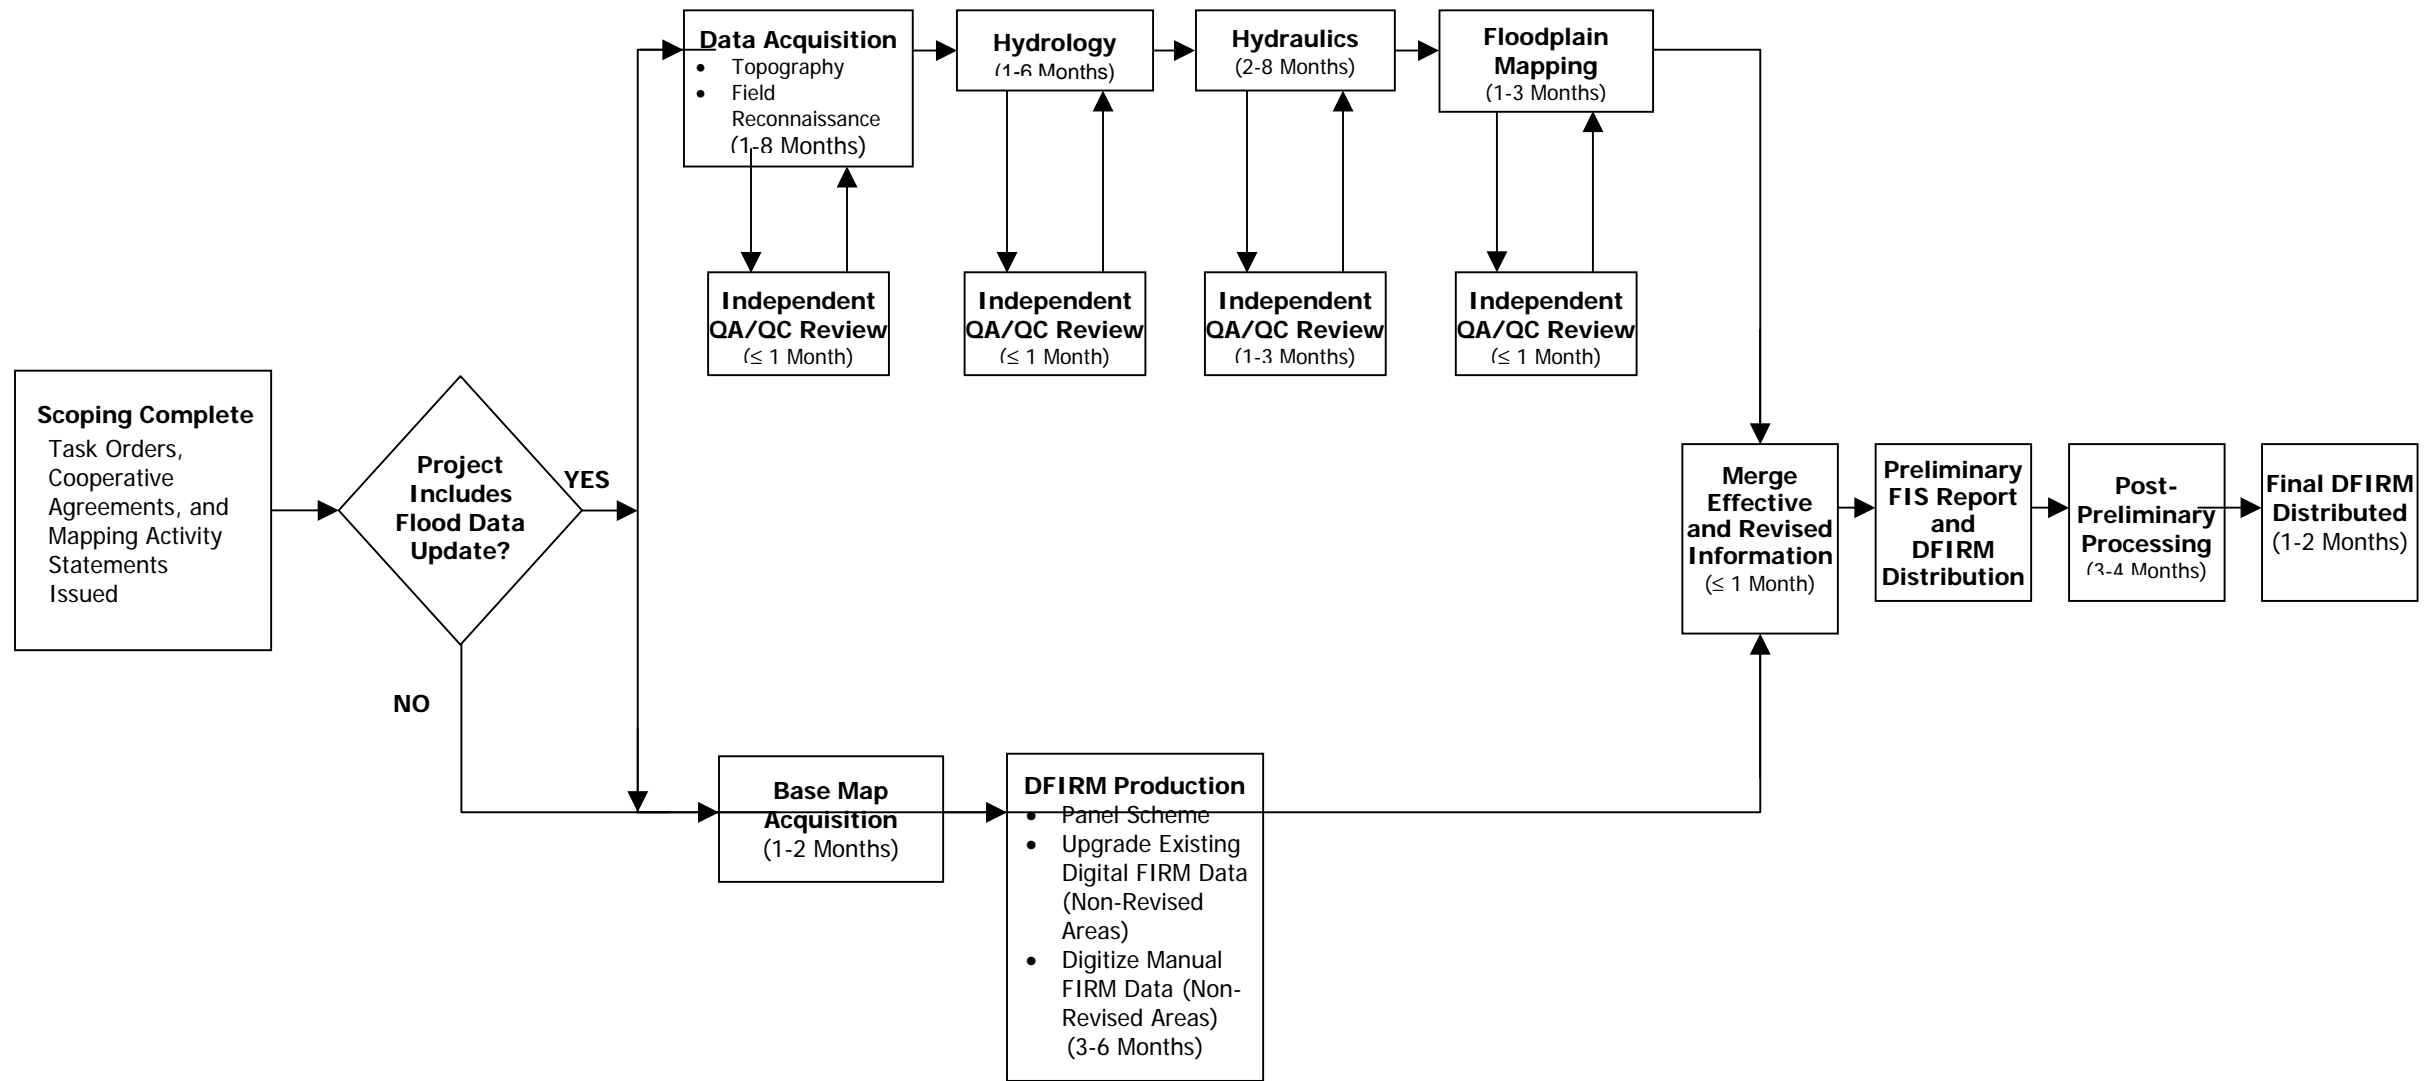 Data Acquisition
• Topography
• Field
Reconnaissance
(1-8 Months)
Hydrology
(1-6 Months)
Hydraulics
(2-8 Months)
Floodplain
Mapping
(1-3 Months)
Independent
QA/QC Review
(≤ 1 Month)
Independent
QA/QC Review
(≤ 1 Month)
Independent
QA/QC Review
(1-3 Months)
Independent
QA/QC Review
(≤ 1 Month)
Scoping Complete
Task Orders,
Cooperative
Agreements, and
Mapping Activity
Statements
Issued
Project
Includes
Flood Data
Update?
YES
NO
Base Map
Acquisition
(1-2 Months)
DFIRM Production
• Panel Scheme
• Upgrade Existing
Digital FIRM Data
(Non-Revised
Areas)
• Digitize Manual
FIRM Data (Non-
Revised Areas)
(3-6 Months)
Merge
Effective
and Revised
Information
(≤ 1 Month)
Preliminary
FIS Report
and
DFIRM
Distribution
Post-
Preliminary
Processing
(3-4 Months)
Final DFIRM
Distributed
(1-2 Months)